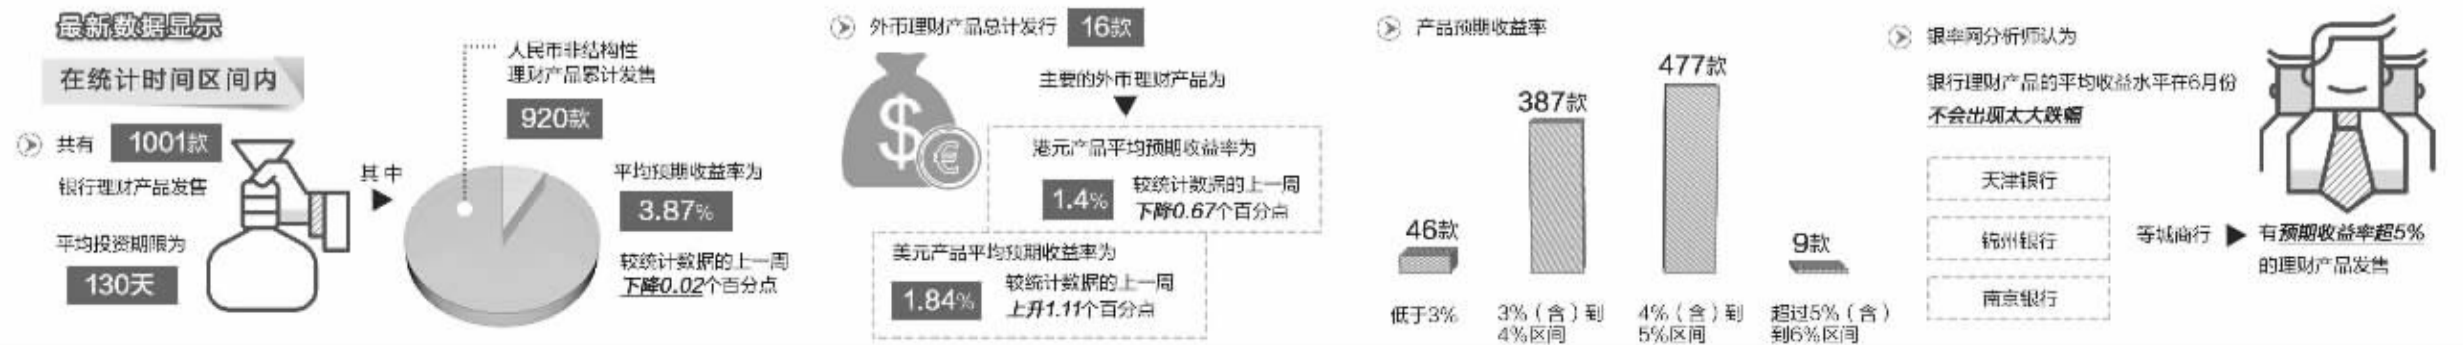 最新数据显示
在统计时间区间内
共有 1001款
银行理财产品发售
平均投资期限为
130天
其中
人民币非结构性
理财产品累计发售
920款
平均预期收益率为
3.87%
较统计数据的上一周
下降0.02个百分点
外币理财产品总计发行 16款
主要的外币理财产品为
$
€
港元产品平均预期收益率为
1.4%
较统计数据的上一周
下降0.67个百分点
美元产品平均预期收益率为
1.84%
较统计数据的上一周
上升1.11个百分点
产品预期收益率
46款
387款
477款
9款
低于3%
3%（含）到
4%区间
4%（含）到
5%区间
超过5%（含）
到6%区间
银率网分析师认为
银行理财产品的平均收益水平在6月份
不会出现太大跌幅
天津银行
锦州银行
南京银行
等城商行
有预期收益率超5%
的理财产品发售